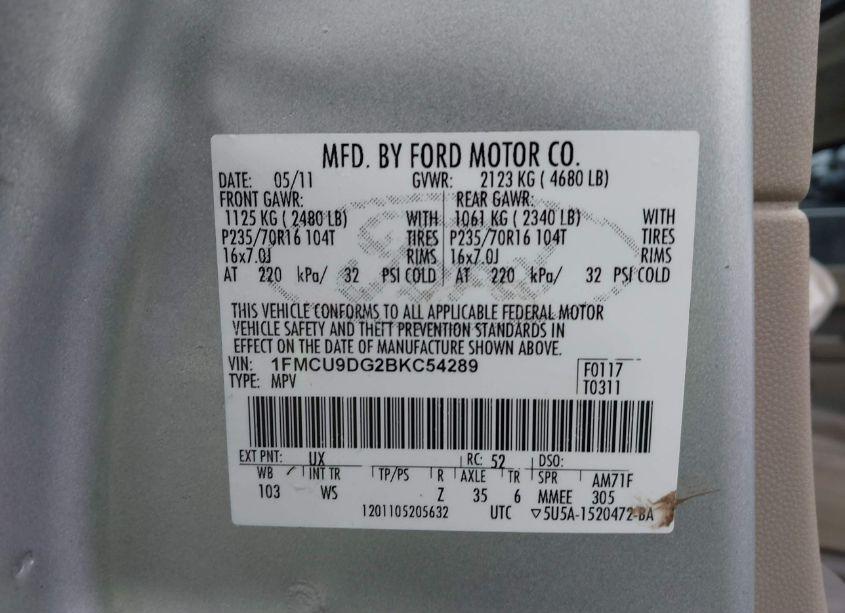 MFD. BY FORD MOTOR CO.
DATE: 05/11 GVWR: 2123 KG ( 4680 LB)
FRONT GAWR: REAR GAWR:
1125 KG ( 2480 LB) WITH 1061 KG ( 2340 LB) WITH
P235/70R16 104T TIRES P235/70R16 104T TIRES
16x7.0J RIMS 16x7.0J RIMS
AT 220 kPa/ 32 PSI COLD AT 220 kPa/ 32 PSI COLD
THIS VEHICLE CONFORMS TO ALL APPLICABLE FEDERAL MOTOR
VEHICLE SAFETY AND THEFT PREVENTION STANDARDS IN
EFFECT ON THE DATE OF MANUFACTURE SHOWN ABOVE.
VIN: 1FMCU9DG2BKC54289 F0117
TYPE: MPV T0311
EXT PNT: UX RC: 52 DSO:
WB INT TR TP/PS R AXLE TR SPR AM71F
103 WS Z 35 6 MMEE 305
1201105205632 UTC ▽5U5A-1520472-BA